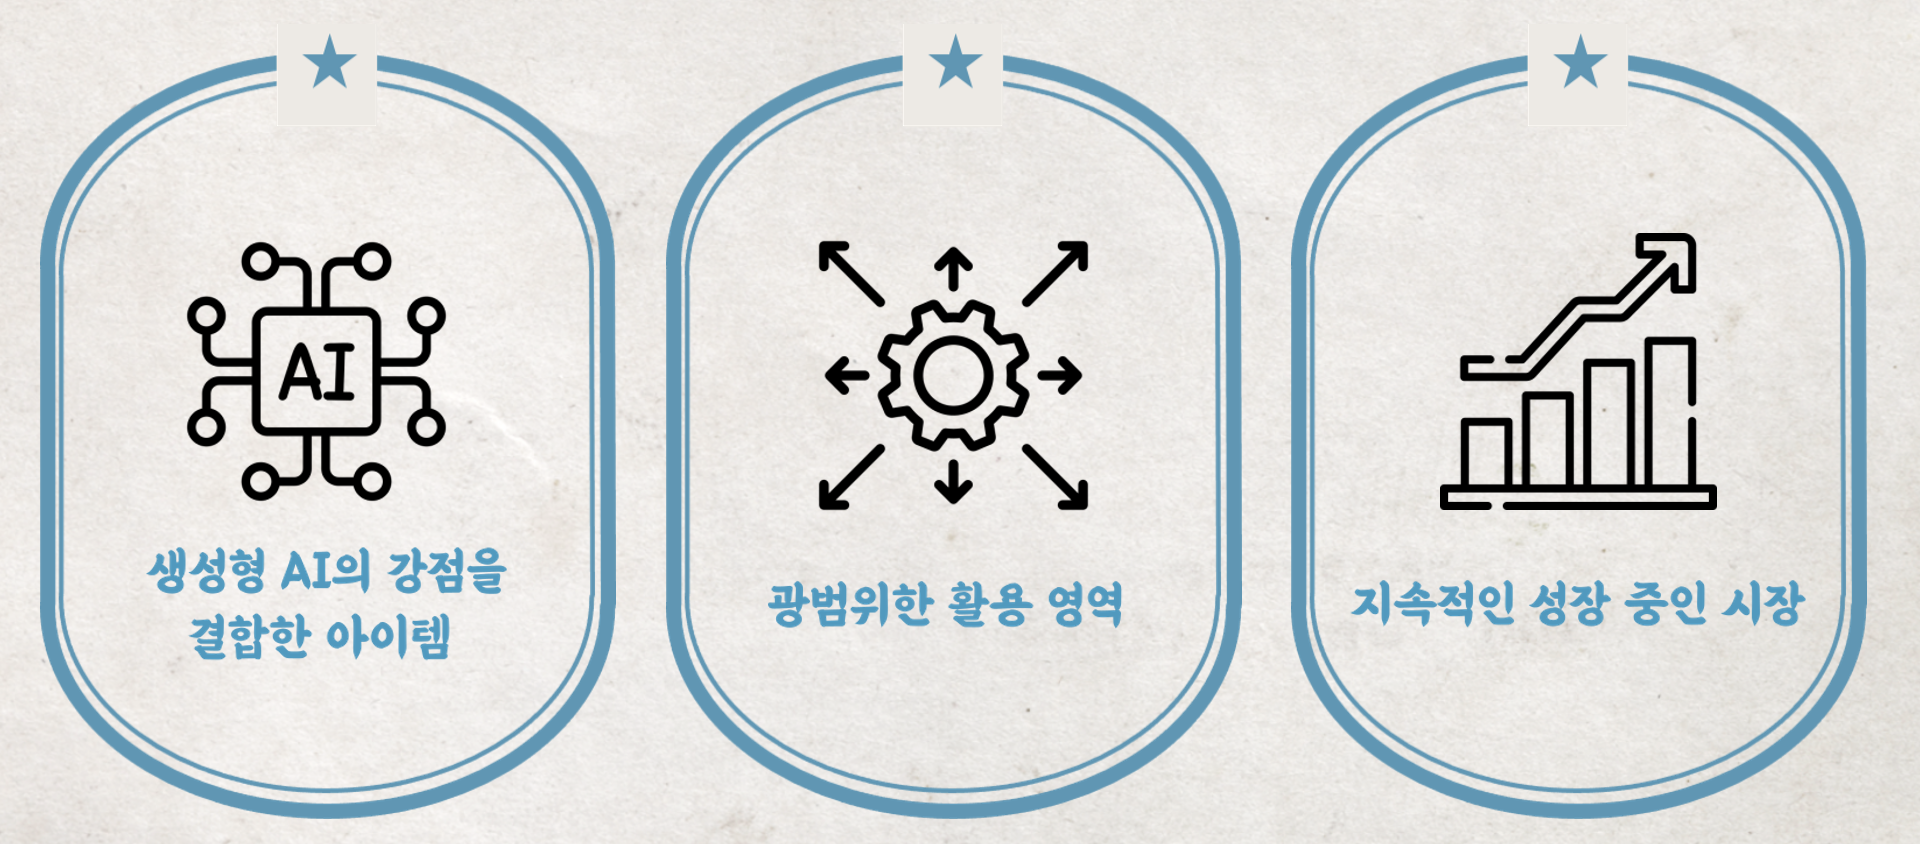 AI
생성형 AI의 강점을
결합한 아이템
광범위한 활용 영역
지속적인 성장 중인 시장